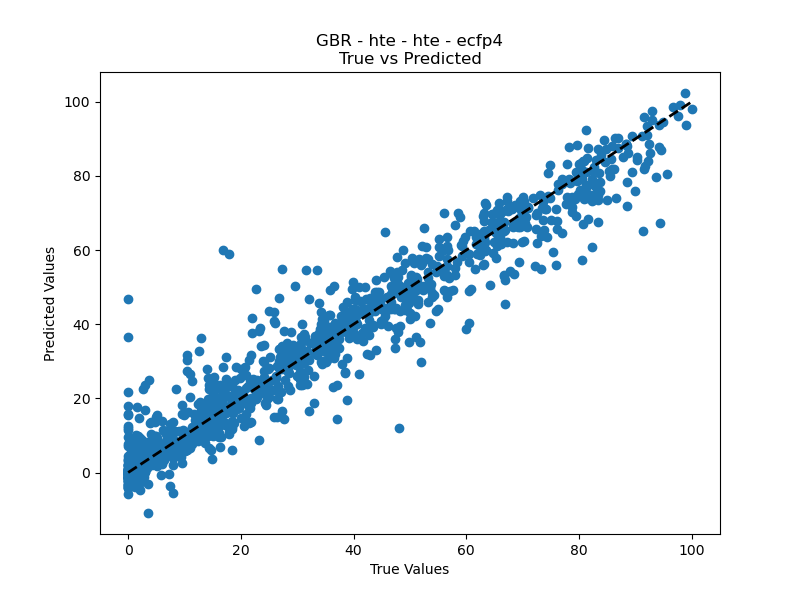 GBR - hte - hte - ecfp4
True vs Predicted
100
80
60
40
20
0
Predicted Values
0 20 40 60 80 100
True Values